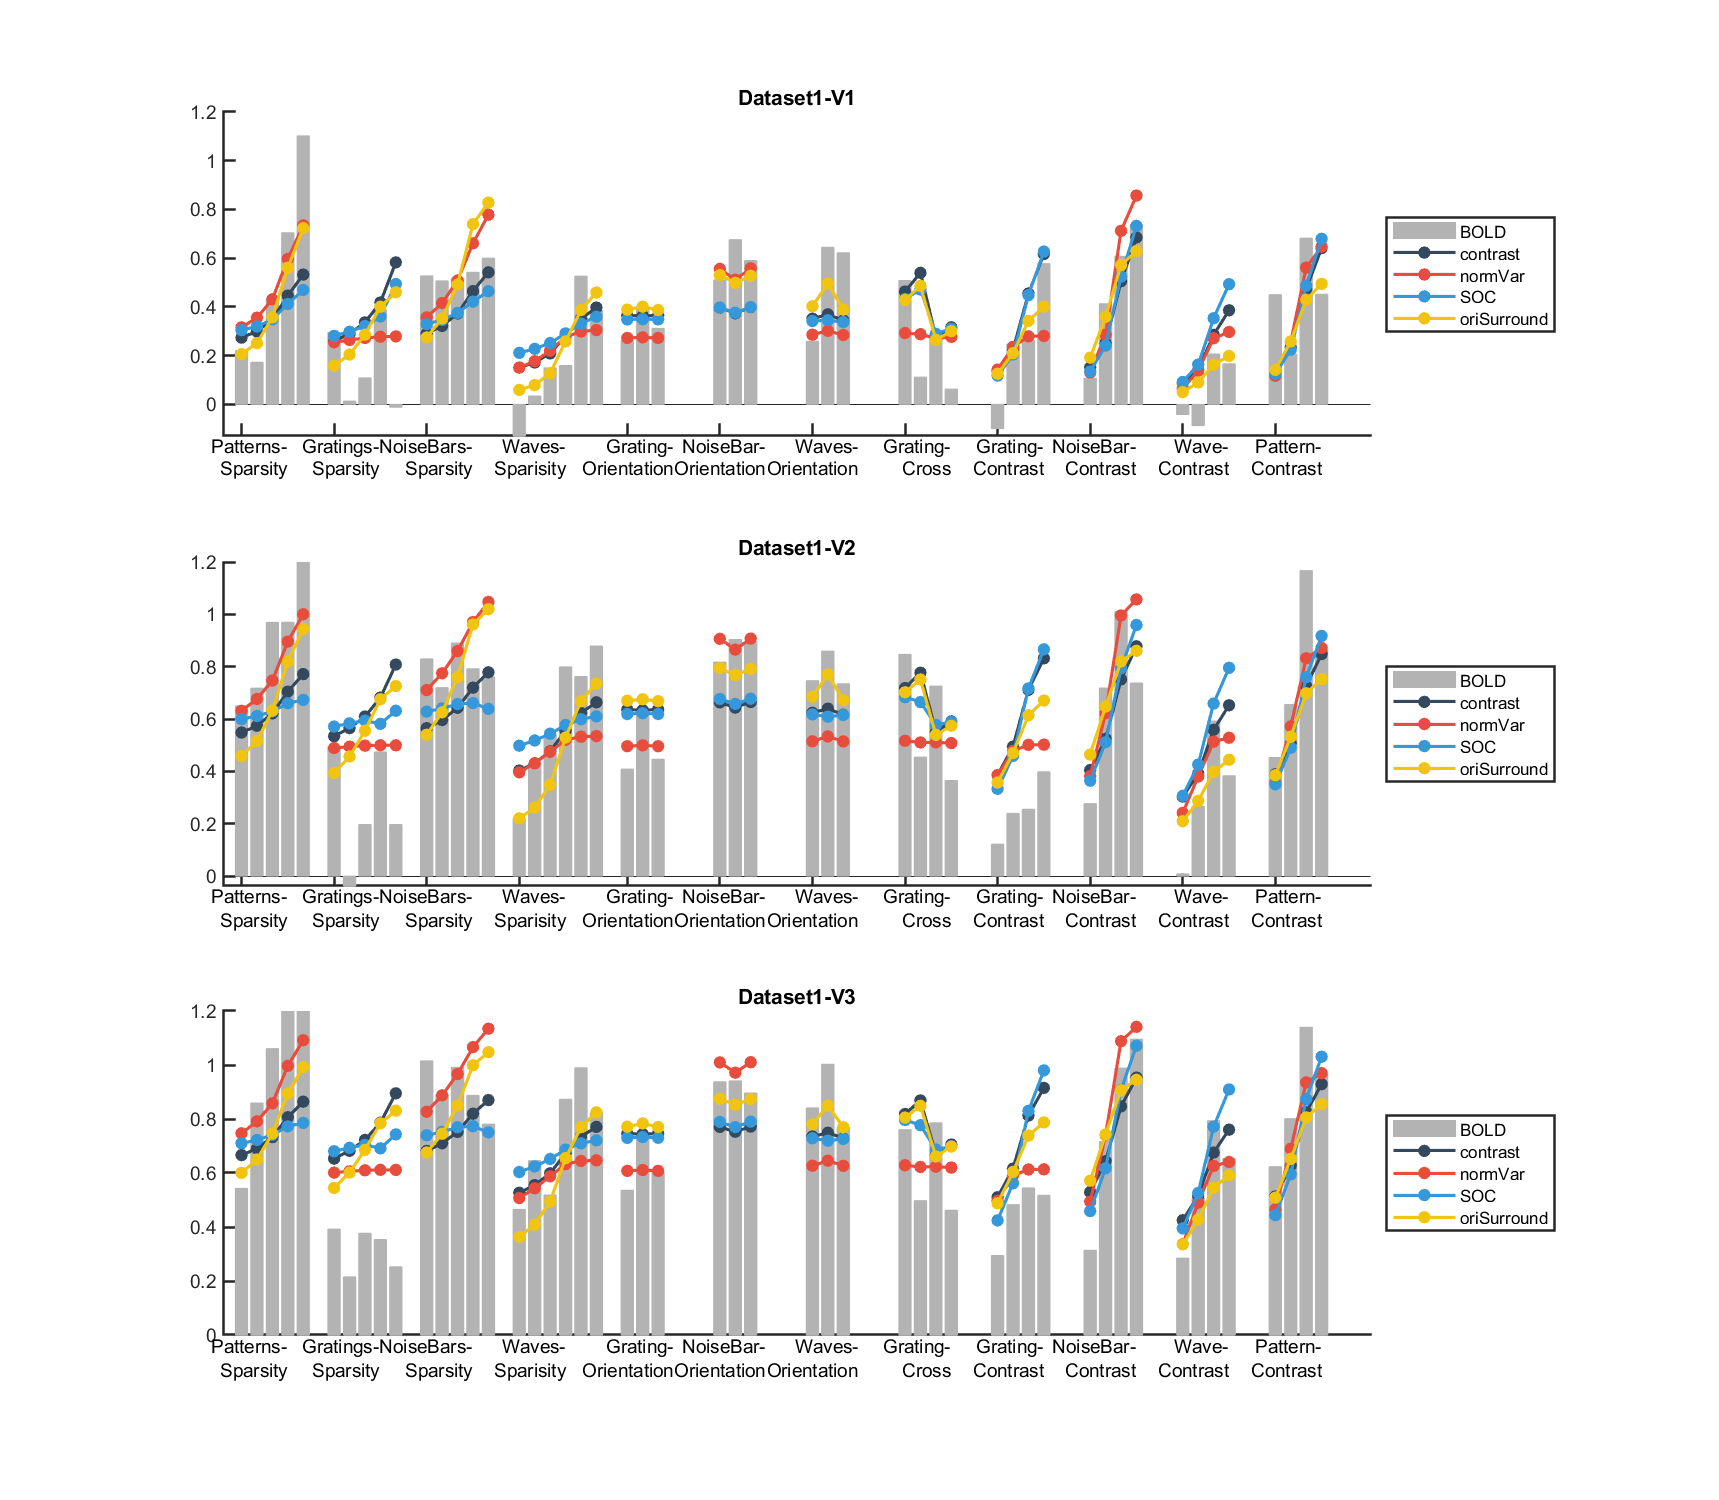 Dataset1-V1
1.2
1
0.8
0.6
0.4
0.2
0
Patterns- Gratings- NoiseBars- Waves- Grating- NoiseBar- Waves- Grating- Grating- NoiseBar- Wave- Pattern-
Sparsity Sparsity Sparsity Sparisity Orientation Orientation Orientation Cross Contrast Contrast Contrast Contrast
BOLD
contrast
normVar
SOC
oriSurround
Dataset1-V2
1.2
1
0.8
0.6
0.4
0.2
0
Patterns- Gratings- NoiseBars- Waves- Grating- NoiseBar- Waves- Grating- Grating- NoiseBar- Wave- Pattern-
Sparsity Sparsity Sparsity Sparisity Orientation Orientation Orientation Cross Contrast Contrast Contrast Contrast
BOLD
contrast
normVar
SOC
oriSurround
Dataset1-V3
1.2
1
0.8
0.6
0.4
0.2
0
Patterns- Gratings- NoiseBars- Waves- Grating- NoiseBar- Waves- Grating- Grating- NoiseBar- Wave- Pattern-
Sparsity Sparsity Sparsity Sparisity Orientation Orientation Orientation Cross Contrast Contrast Contrast Contrast
BOLD
contrast
normVar
SOC
oriSurround